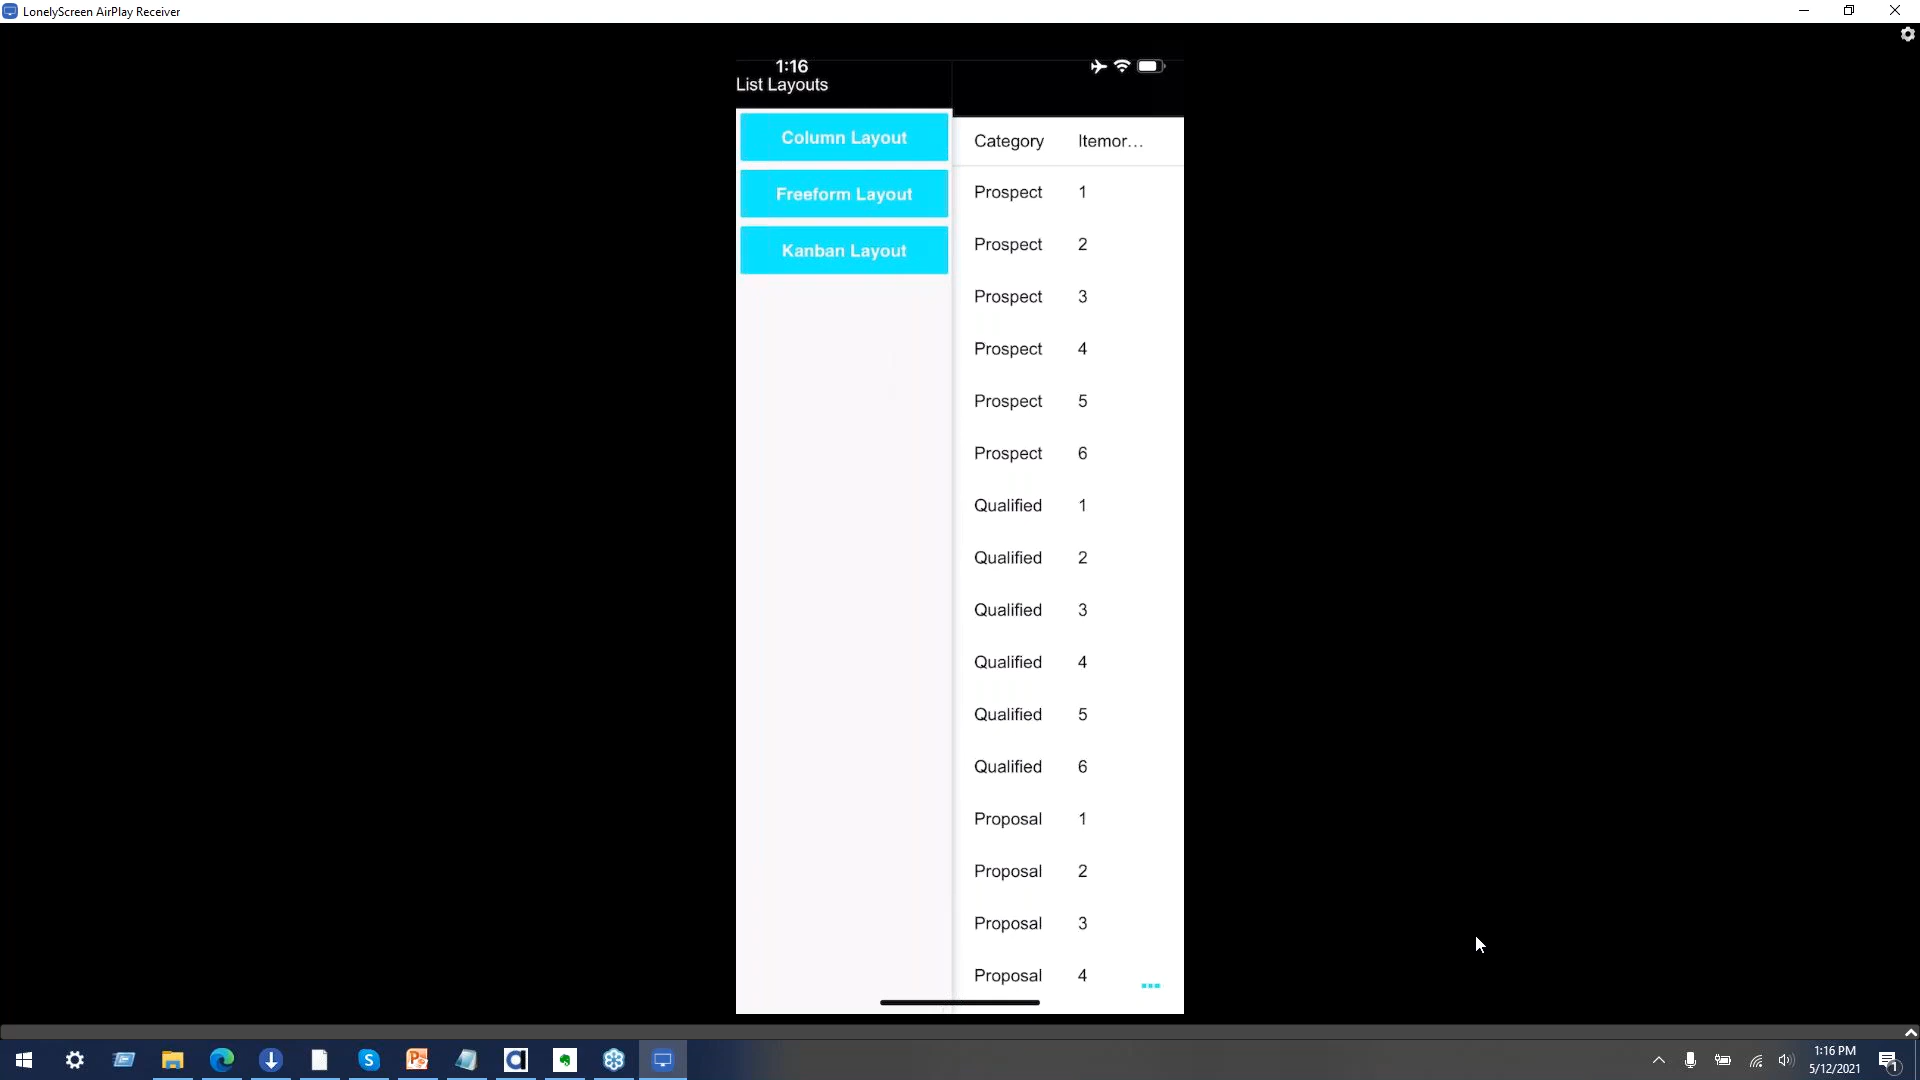 LonelyScreen AirPlay Receiver
1:16
List Layouts
Column Layout
Freeform Layout
Kanban Layout
Category Itemor...
Prospect 1
Prospect 2
Prospect 3
Prospect 4
Prospect 5
Prospect 6
Qualified 1
Qualified 2
Qualified 3
Qualified 4
Qualified 5
Qualified 6
Proposal 1
Proposal 2
Proposal 3
Proposal 4
1:16 PM
5/12/2021
1